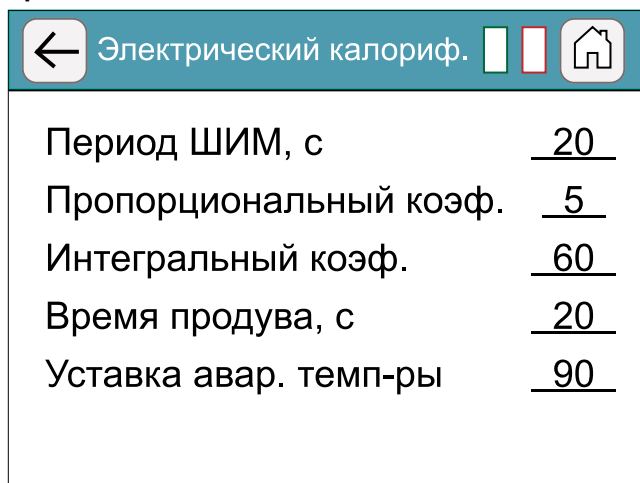 Электрический калориф.
Период ШИМ, с 20
Пропорциональный коэф. 5
Интегральный коэф. 60
Время продува, с 20
Уставка авар. темп-ры 90